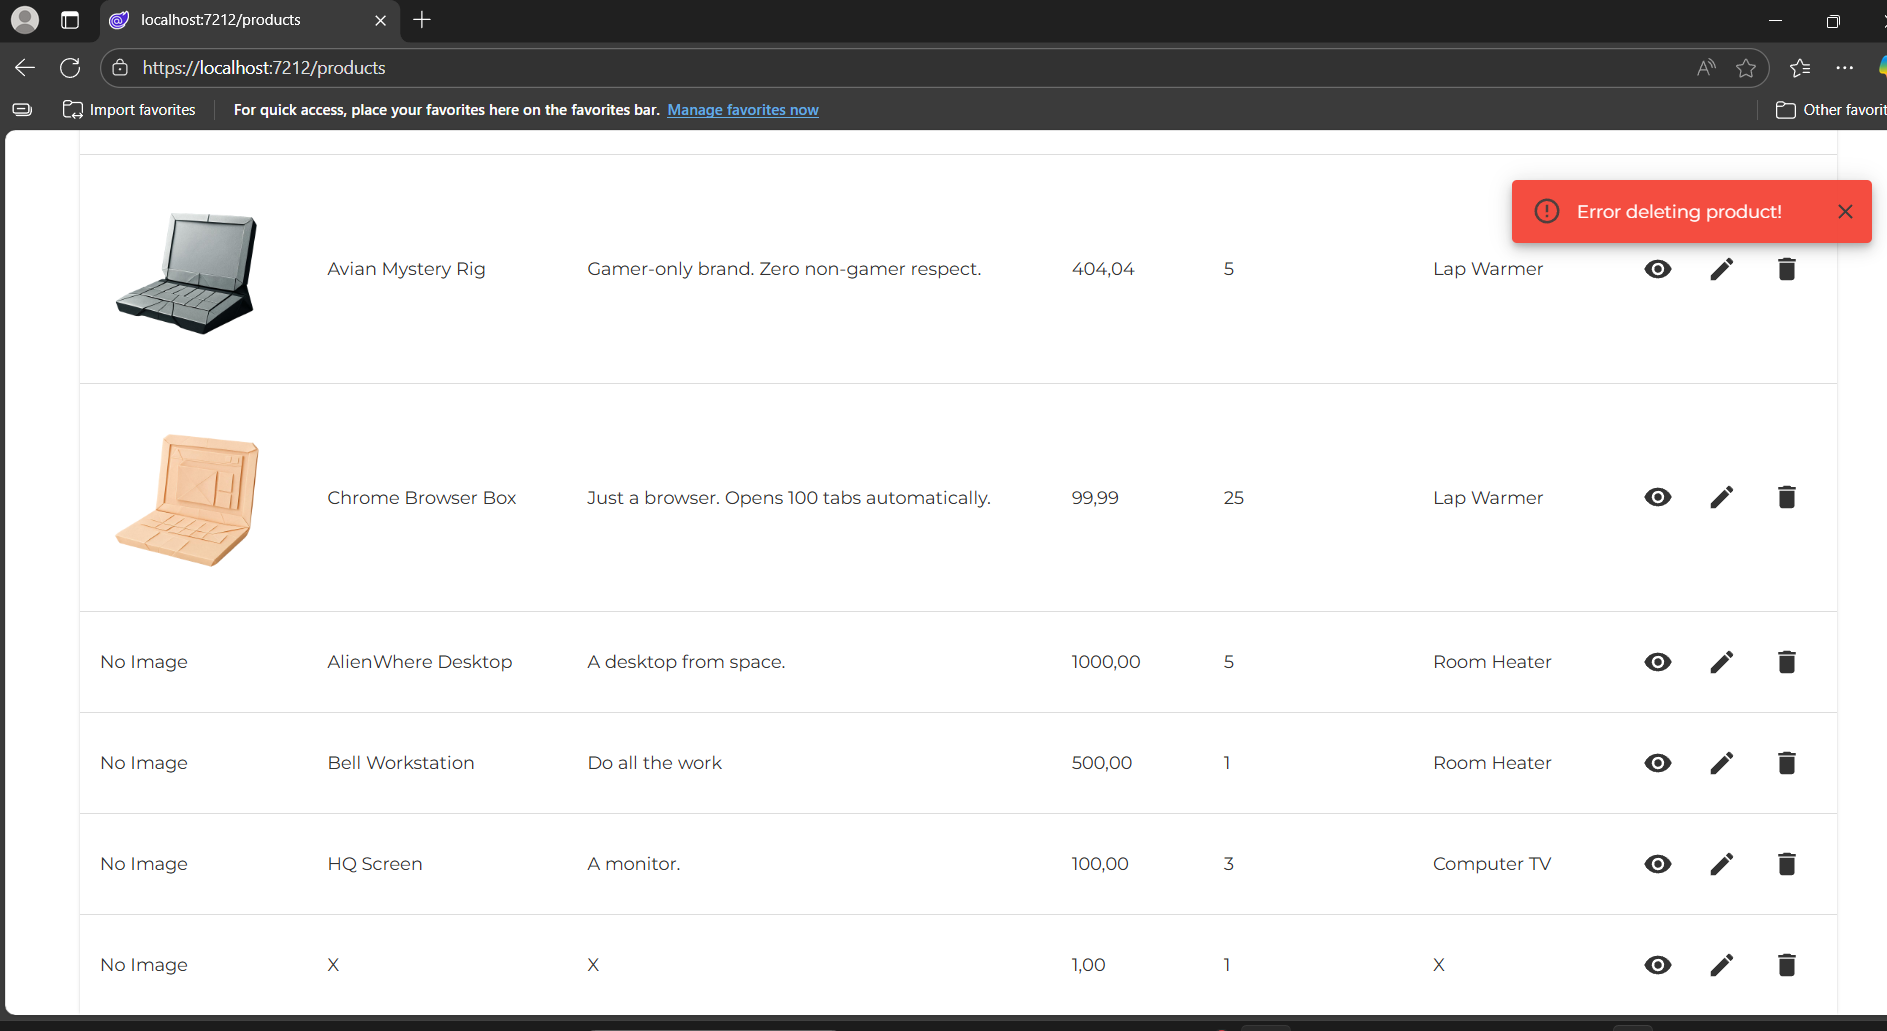 localhost:7212/products
https://localhost:7212/products
Import favorites
For quick access, place your favorites here on the favorites bar. Manage favorites now
Other favorit
Error deleting product!
Avian Mystery Rig Gamer-only brand. Zero non-gamer respect. 404,04 5 Lap Warmer
Chrome Browser Box Just a browser. Opens 100 tabs automatically. 99,99 25 Lap Warmer
No Image AlienWhere Desktop A desktop from space. 1000,00 5 Room Heater
No Image Bell Workstation Do all the work 500,00 1 Room Heater
No Image HQ Screen A monitor. 100,00 3 Computer TV
No Image X X 1,00 1 X